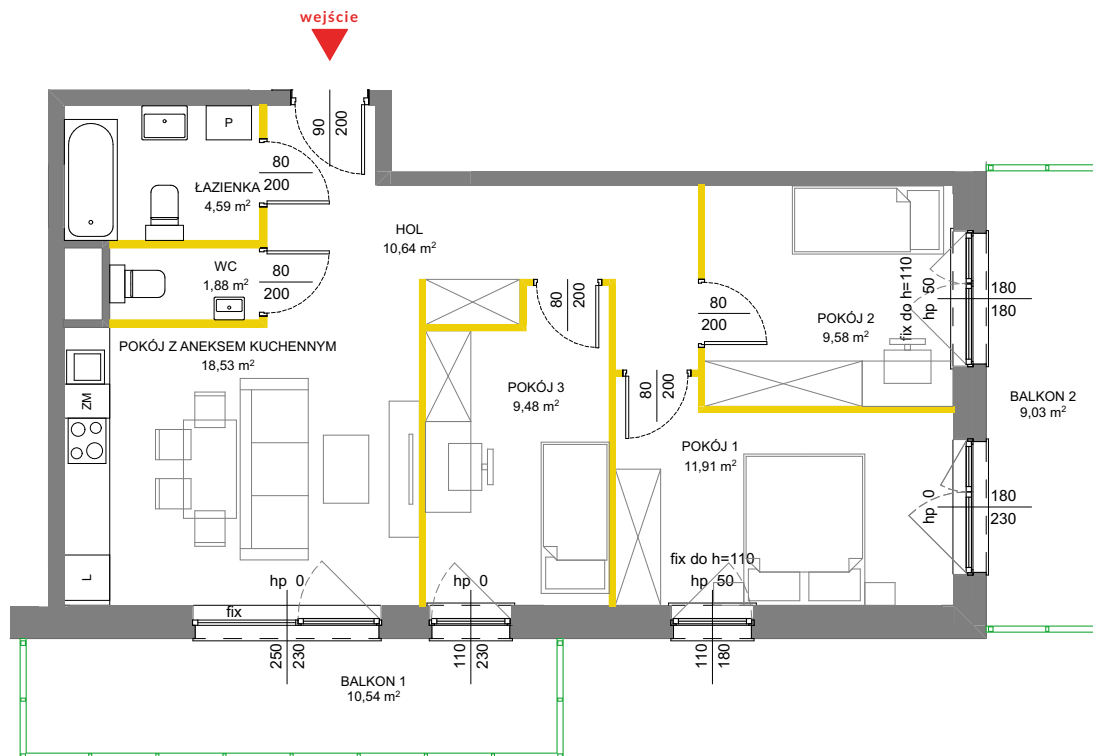 wejście
90
200
P
80
200
ŁAZIENKA
4,59 m²
HOL
10,64 m²
WC
1,88 m²
80
200
80
200
80
200
fix do h=110
hp 50
180
180
POKÓJ 2
9,58 m²
POKÓJ Z ANEKSEM KUCHENNYM
18,53 m²
ZM
POKÓJ 3
9,48 m²
80
200
BALKON 2
9,03 m²
POKÓJ 1
11,91 m²
hp 0
180
230
L
hp 0
fix
hp 0
fix do h=110
hp 50
250
230
110
230
110
180
BALKON 1
10,54 m²